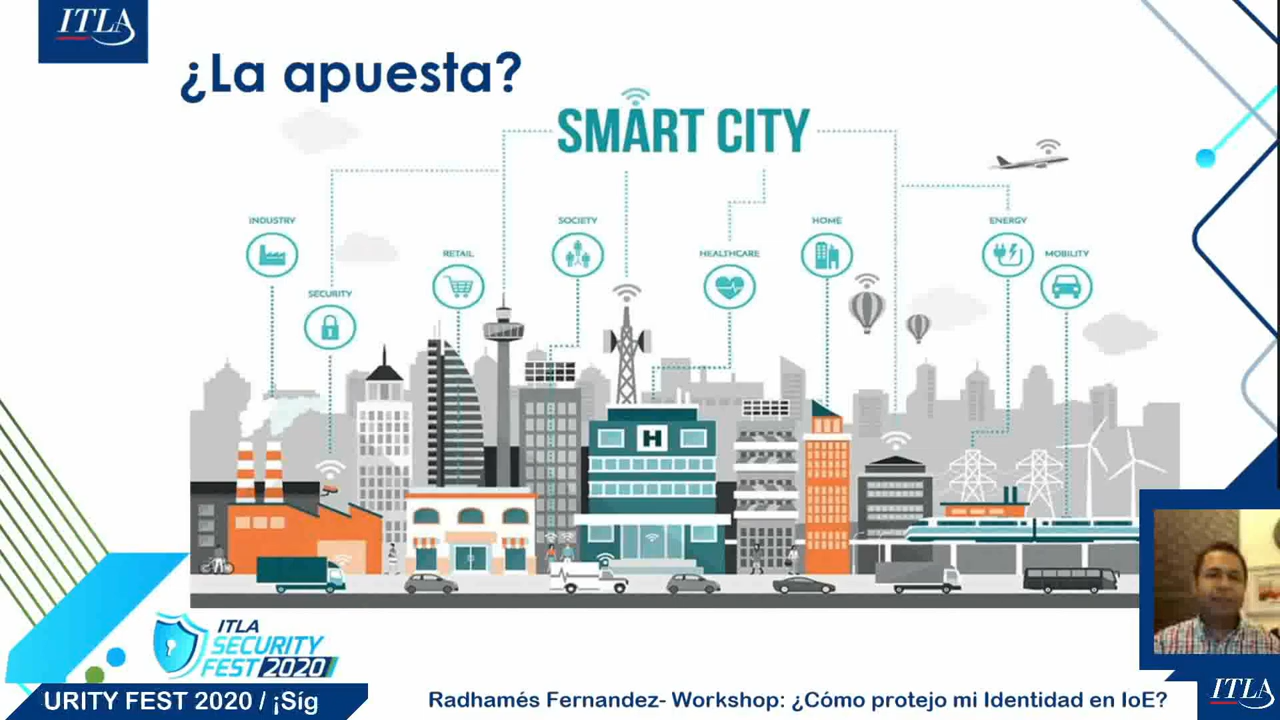 ITLA
¿La apuesta?
SMART CITY
INDUSTRY
SOCIETY
HOME
ENERGY
RETAIL
HEALTHCARE
MOBILITY
SECURITY
H
ITLA
SECURITY
FEST 2020
URITY FEST 2020 / ¡Síg
Radhamés Fernandez- Workshop: ¿Cómo protejo mi Identidad en IoE?
ITLA